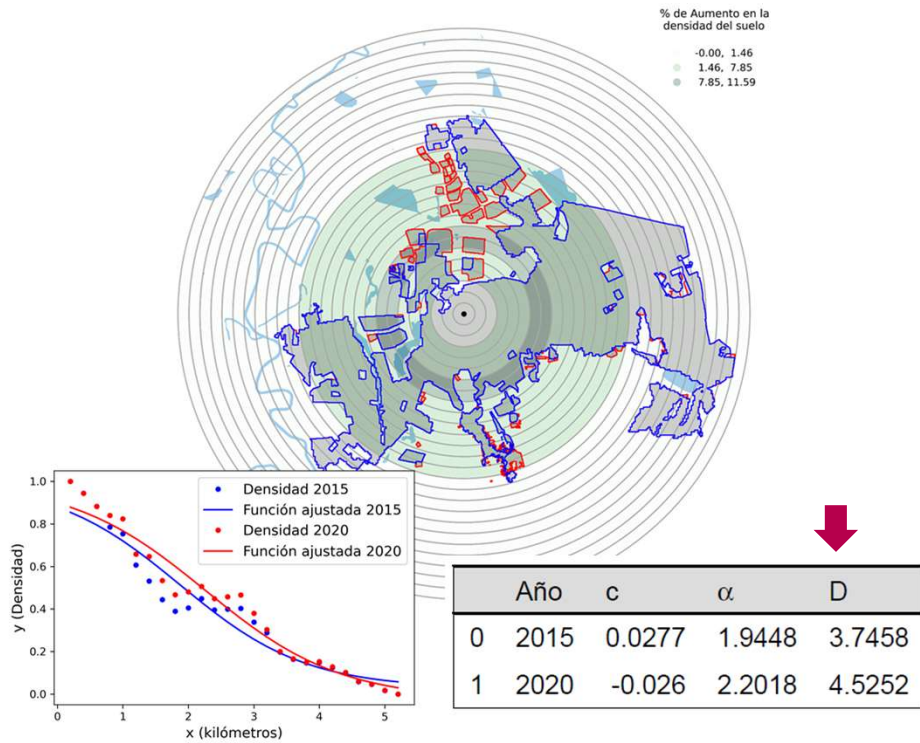 % de Aumento en la
densidad del suelo
-0.00, 1.46
1.46, 7.85
7.85, 11.59
1.0
0.8
0.6
0.4
0.2
0.0
y (Densidad)
Densidad 2015
Función ajustada 2015
Densidad 2020
Función ajustada 2020
0 1 2 3 4 5
x (kilómetros)
Año c α D
0 2015 0.0277 1.9448 3.7458
1 2020 -0.026 2.2018 4.5252